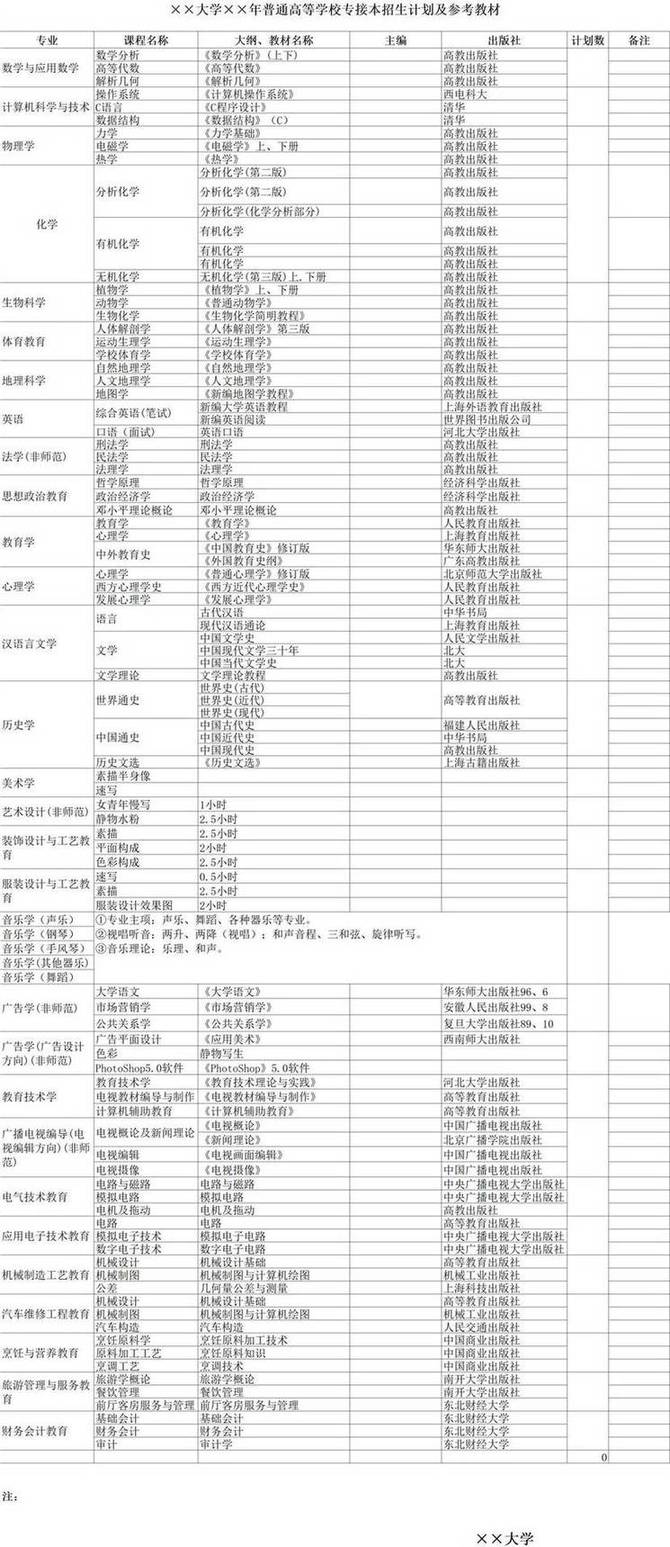 ××大学××年普通高等学校专接本招生计划及参考教材
专业 课程名称 大纲、教材名称 主编 出版社 计划数 备注
数学与应用数学 数学分析 《数学分析》(上下) 高教出版社
高等代数 《高等代数》 高教出版社
解析几何 《解析几何》 高教出版社
计算机科学与技术 操作系统 《计算机操作系统》 西电科大
C语言 《C程序设计》 清华
数据结构 《数据结构》（C） 清华
物理学 力学 《力学基础》 高教出版社
电磁学 《电磁学》上、下册 高教出版社
热学 《热学》 高教出版社
化学 分析化学 分析化学(第二版) 高教出版社
分析化学(第二版) 高教出版社
分析化学(化学分析部分) 高教出版社
有机化学 有机化学 高教出版社
有机化学 高教出版社
有机化学 高教出版社
无机化学 无机化学(第三版)上.下册 高教出版社
生物科学 植物学 《植物学》上、下册 高教出版社
动物学 《普通动物学》 高教出版社
生物化学 《生物化学简明教程》 高教出版社
体育教育 人体解剖学 《人体解剖学》第三版 高教出版社
运动生理学 《运动生理学》 高教出版社
学校体育学 《学校体育学》 高教出版社
地理科学 自然地理学 《自然地理学》 高教出版社
人文地理学 《人文地理学》 高教出版社
地图学 《新编地图学教程》 高教出版社
英语 综合英语(笔试) 新编大学英语教程 上海外语教育出版社
新编英语阅读 世界图书出版公司
口语（面试） 英语口语 河北大学出版社
法学(非师范) 刑法学 刑法学 高教出版社
民法学 民法学 高教出版社
法理学 法理学 高教出版社
思想政治教育 哲学原理 哲学原理 经济科学出版社
政治经济学 政治经济学 经济科学出版社
邓小平理论概论 邓小平理论概论 高教出版社
教育学 教育学 《教育学》 人民教育出版社
心理学 《心理学》 上海教育出版社
中外教育史 《中国教育史》修订版 华东师大出版社
《外国教育史纲》 广东高教出版社
心理学 心理学 《普通心理学》修订版 北京师范大学出版社
西方心理学史 《西方近代心理学史》 人民教育出版社
发展心理学 《发展心理学》 人民教育出版社
汉语言文学 语言 古代汉语 中华书局
现代汉语通论 上海教育出版社
文学 中国文学史 人民文学出版社
中国现代文学三十年 北大
中国当代文学史 北大
文学理论 文学理论教程 高教出版社
历史学 世界通史 世界史(古代)
世界史(近代) 高等教育出版社
世界史(现代)
中国通史 中国古代史 福建人民出版社
中国近代史 中华书局
中国现代史 高教出版社
历史文选 《历史文选》 上海古籍出版社
美术学 素描半身像
速写
艺术设计(非师范) 女青年慢写 1小时
静物水粉 2.5小时
装饰设计与工艺教育 素描 2.5小时
平面构成 2小时
色彩构成 2.5小时
服装设计与工艺教育 速写 0.5小时
素描 2.5小时
服装设计效果图 2小时
音乐学（声乐） ①专业主项：声乐、舞蹈、各种器乐等专业。
音乐学（钢琴） ②视唱听音：两升、两降（视唱）；和声音程、三和弦、旋律听写。
音乐学（手风琴） ③音乐理论：乐理、和声。
音乐学(其他器乐)
音乐学（舞蹈）
广告学(非师范) 大学语文 《大学语文》 华东师大出版社96、6
市场营销学 《市场营销学》 安徽人民出版社99、8
公共关系学 《公共关系学》 复旦大学出版社89、10
广告学(广告设计方向)(非师范) 广告平面设计 《应用美术》 西南师大出版社
色彩 静物写生
PhotoShop5.0软件 《PhotoShop》5.0软件
教育技术学 教育技术学 《教育技术理论与实践》 河北大学出版社
电视教材编导与制作 《电视教材编导与制作》 高等教育出版社
计算机辅助教育 《计算机辅助教育》 高等教育出版社
广播电视编导(电视编辑方向)(非师范) 电视概论及新闻理论 《电视概论》 中国广播电视出版社
《新闻理论》 北京广播学院出版社
电视编辑 《电视画面编辑》 中国广播电视出版社
电视摄像 《电视摄像》 中国广播电视出版社
电气技术教育 电路与磁路 电路与磁路 中央广播电视大学出版社
模拟电路 模拟电路 中央广播电视大学出版社
电机及拖动 电机及拖动 高教出版社
应用电子技术教育 电路 电路 高等教育出版社
模拟电子技术 模拟电子电路 中央广播电视大学出版社
数字电子技术 数字电子电路 中央广播电视大学出版社
机械制造工艺教育 机械设计 机械设计基础 高等教育出版社
机械制图 机械制图与计算机绘图 机械工业出版社
公差 几何量公差与测量 上海科技出版社
汽车维修工程教育 机械设计 机械设计基础 高等教育出版社
机械制图 机械制图与计算机绘图 机械工业出版社
汽车构造 汽车构造 人民交通出版社
烹饪与营养教育 烹饪原料学 烹饪原料加工技术 中国商业出版社
原料加工工艺 烹饪原料知识 中国商业出版社
烹调工艺 烹调技术 中国商业出版社
旅游管理与服务教育 旅游学概论 旅游学概论 南开大学出版社
餐饮管理 餐饮管理 南开大学出版社
前厅客房服务与管理 前厅客房服务与管理 东北财经大学
财务会计教育 基础会计 基础会计 东北财经大学
财务会计 财务会计 东北财经大学
审计 审计学 东北财经大学
0
注：
××大学